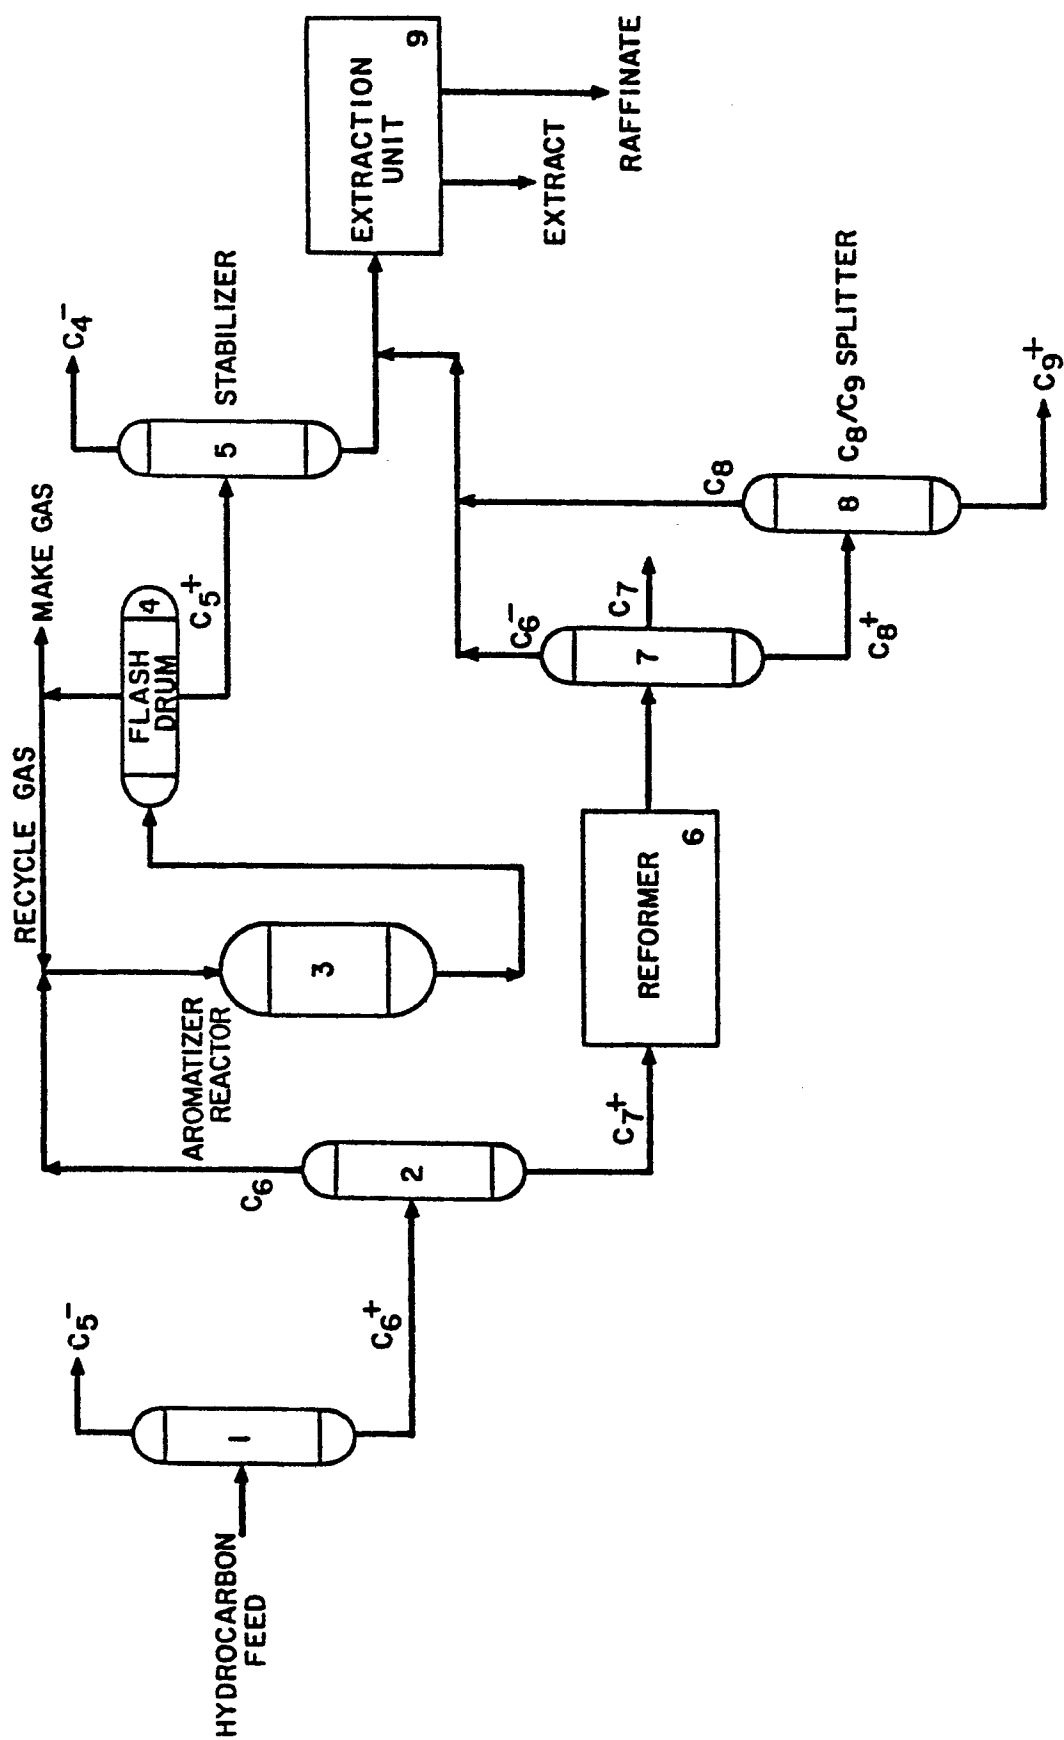 HYDROCARBON
FEED
1
C5-
C6+
2
C6
C7+
AROMATIZER
REACTOR
3
RECYCLE GAS
MAKE GAS
FLASH
DRUM
4
C5+
5
STABILIZER
C4-
REFORMER
6
7
C6-
C7
C8+
8
C8
C8/C9 SPLITTER
C9+
EXTRACTION
UNIT
9
EXTRACT
RAFFINATE